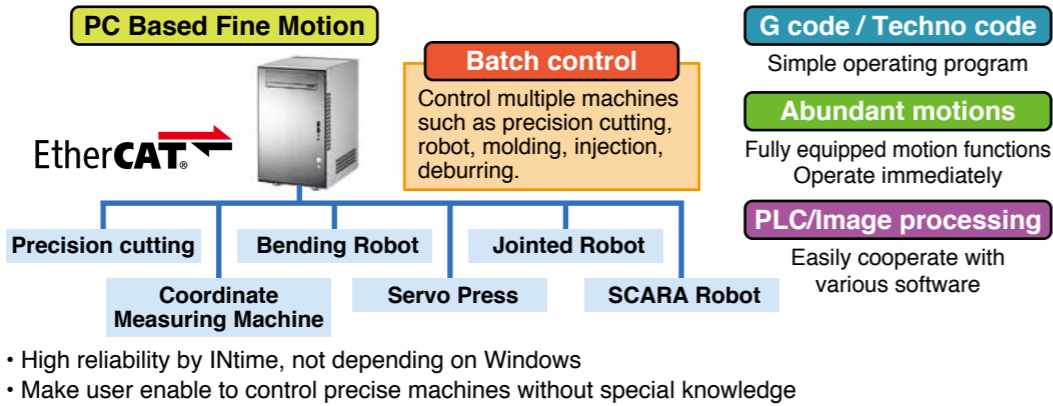 PC Based Fine Motion
EtherCAT®
Batch control
Control multiple machines
such as precision cutting,
robot, molding, injection,
deburring.
Precision cutting
Bending Robot
Jointed Robot
Coordinate
Measuring Machine
Servo Press
SCARA Robot
G code / Techno code
Simple operating program
Abundant motions
Fully equipped motion functions
Operate immediately
PLC/Image processing
Easily cooperate with
various software
• High reliability by INtime, not depending on Windows
• Make user enable to control precise machines without special knowledge